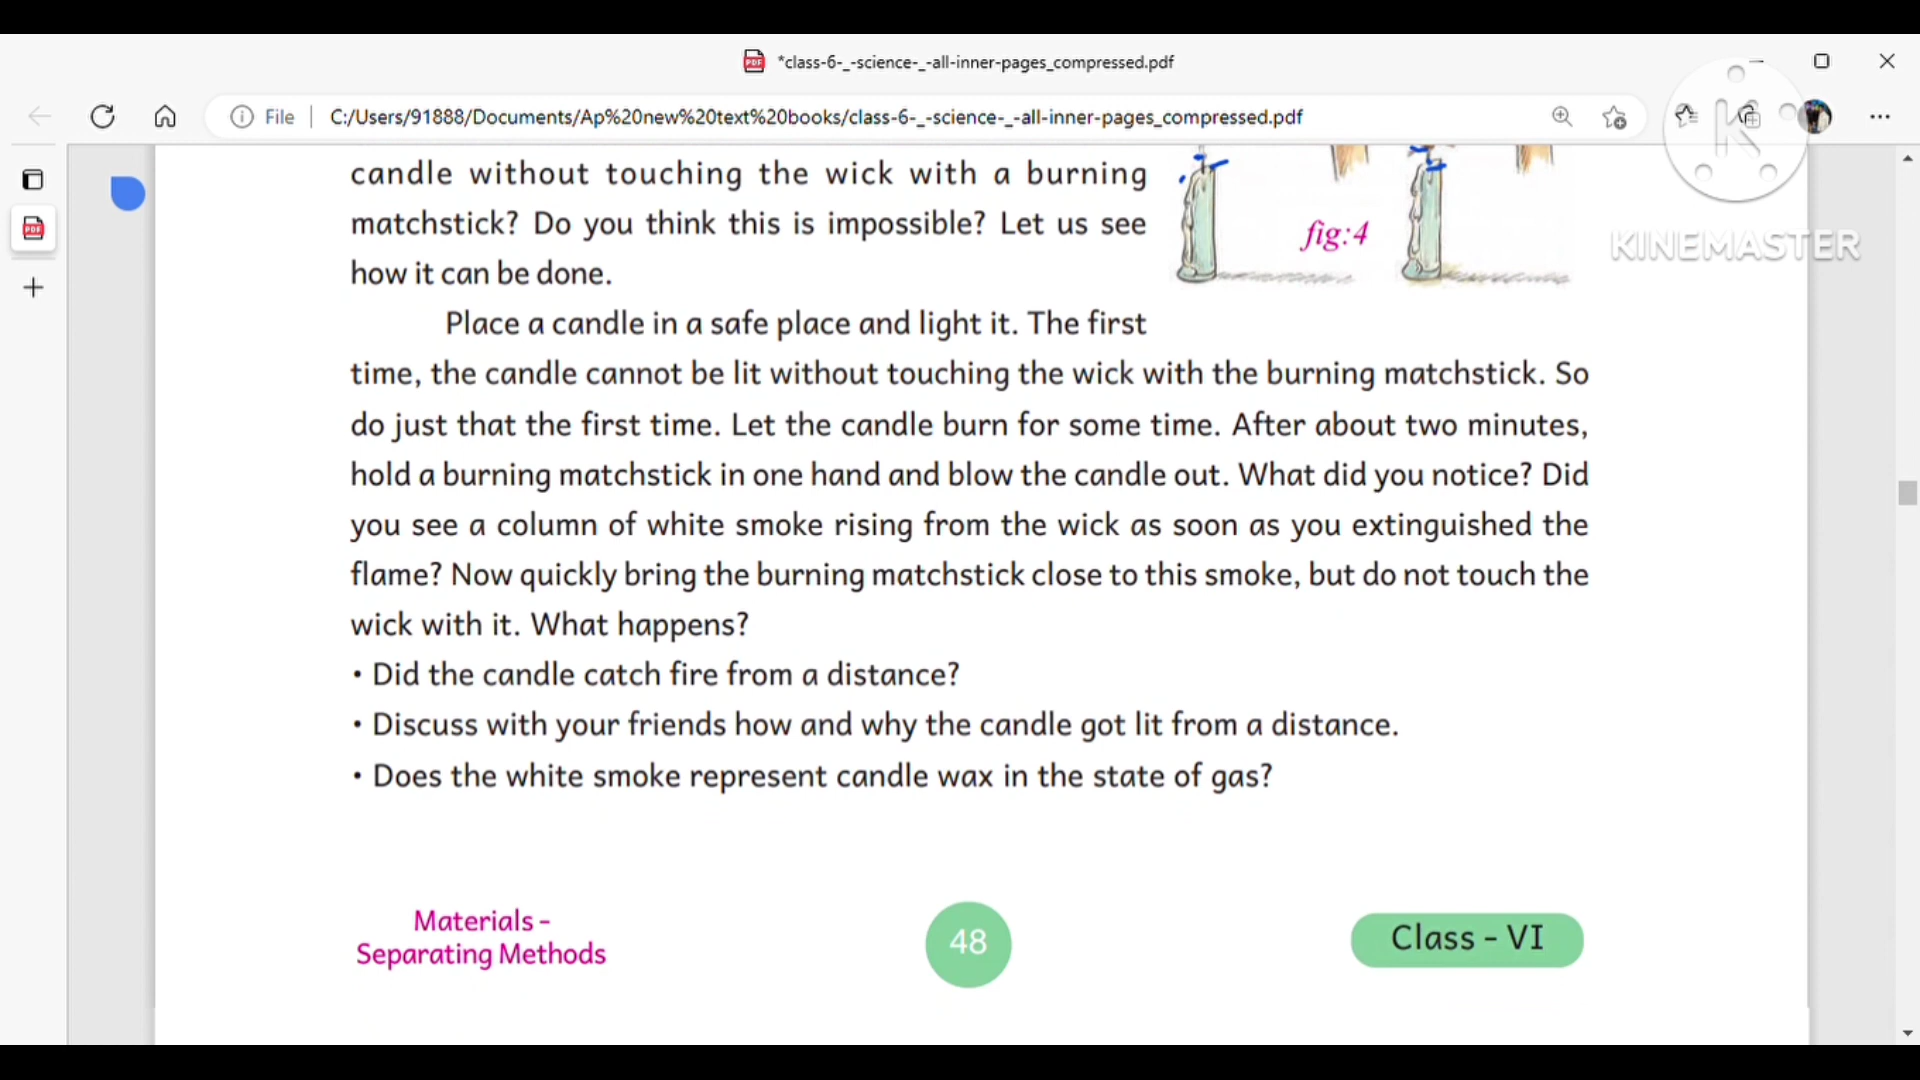 *class-6-_-science-_-all-inner-pages_compressed.pdf
File | C:/Users/91888/Documents/Ap%20new%20text%20books/class-6-_-science-_-all-inner-pages_compressed.pdf
K
KINEMASTER
candle without touching the wick with a burning
matchstick? Do you think this is impossible? Let us see
how it can be done.
fig:4
Place a candle in a safe place and light it. The first
time, the candle cannot be lit without touching the wick with the burning matchstick. So
do just that the first time. Let the candle burn for some time. After about two minutes,
hold a burning matchstick in one hand and blow the candle out. What did you notice? Did
you see a column of white smoke rising from the wick as soon as you extinguished the
flame? Now quickly bring the burning matchstick close to this smoke, but do not touch the
wick with it. What happens?
• Did the candle catch fire from a distance?
• Discuss with your friends how and why the candle got lit from a distance.
• Does the white smoke represent candle wax in the state of gas?
Materials -
Separating Methods
48
Class - VI